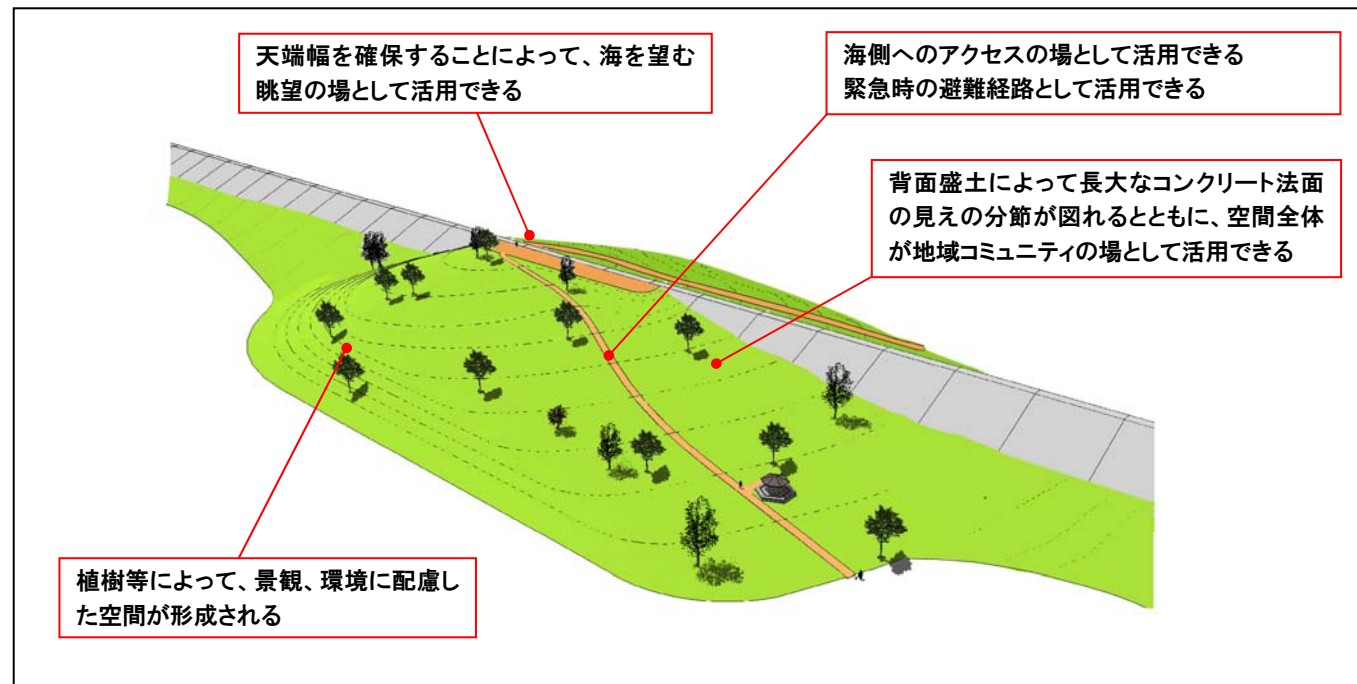 天端幅を確保することによって、海を望む
眺望の場として活用できる
海側へのアクセスの場として活用できる
緊急時の避難経路として活用できる
背面盛土によって長大なコンクリート法面
の見えの分節が図れるとともに、空間全体
が地域コミュニティの場として活用できる
植樹等によって、景観、環境に配慮し
た空間が形成される